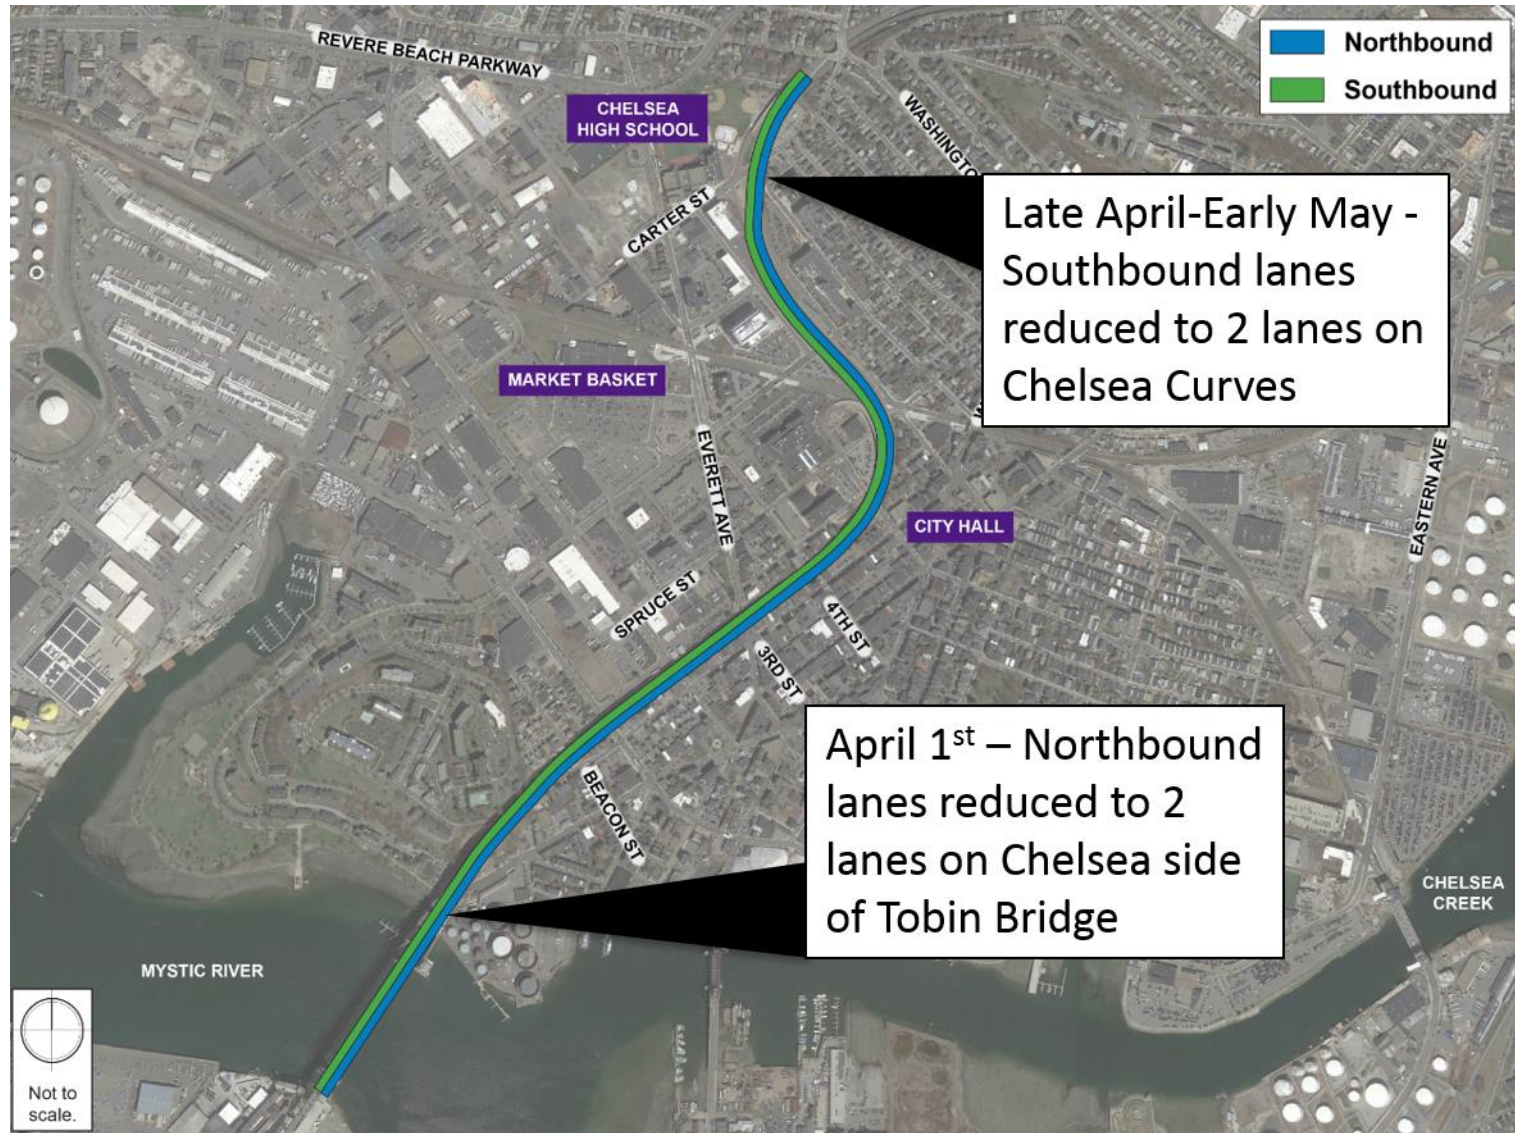 REVERE BEACH PARKWAY
Northbound
Southbound
CHELSEA
HIGH SCHOOL
CARTER ST
Late April-Early May -
Southbound lanes
reduced to 2 lanes on
Chelsea Curves
MARKET BASKET
EVERETT AVE
CITY HALL
EASTERN AVE
SPRUCE ST
4TH ST
3RD ST
April 1st – Northbound
lanes reduced to 2
lanes on Chelsea side
of Tobin Bridge
BEACON ST
CHELSEA
CREEK
MYSTIC RIVER
Not to
scale.